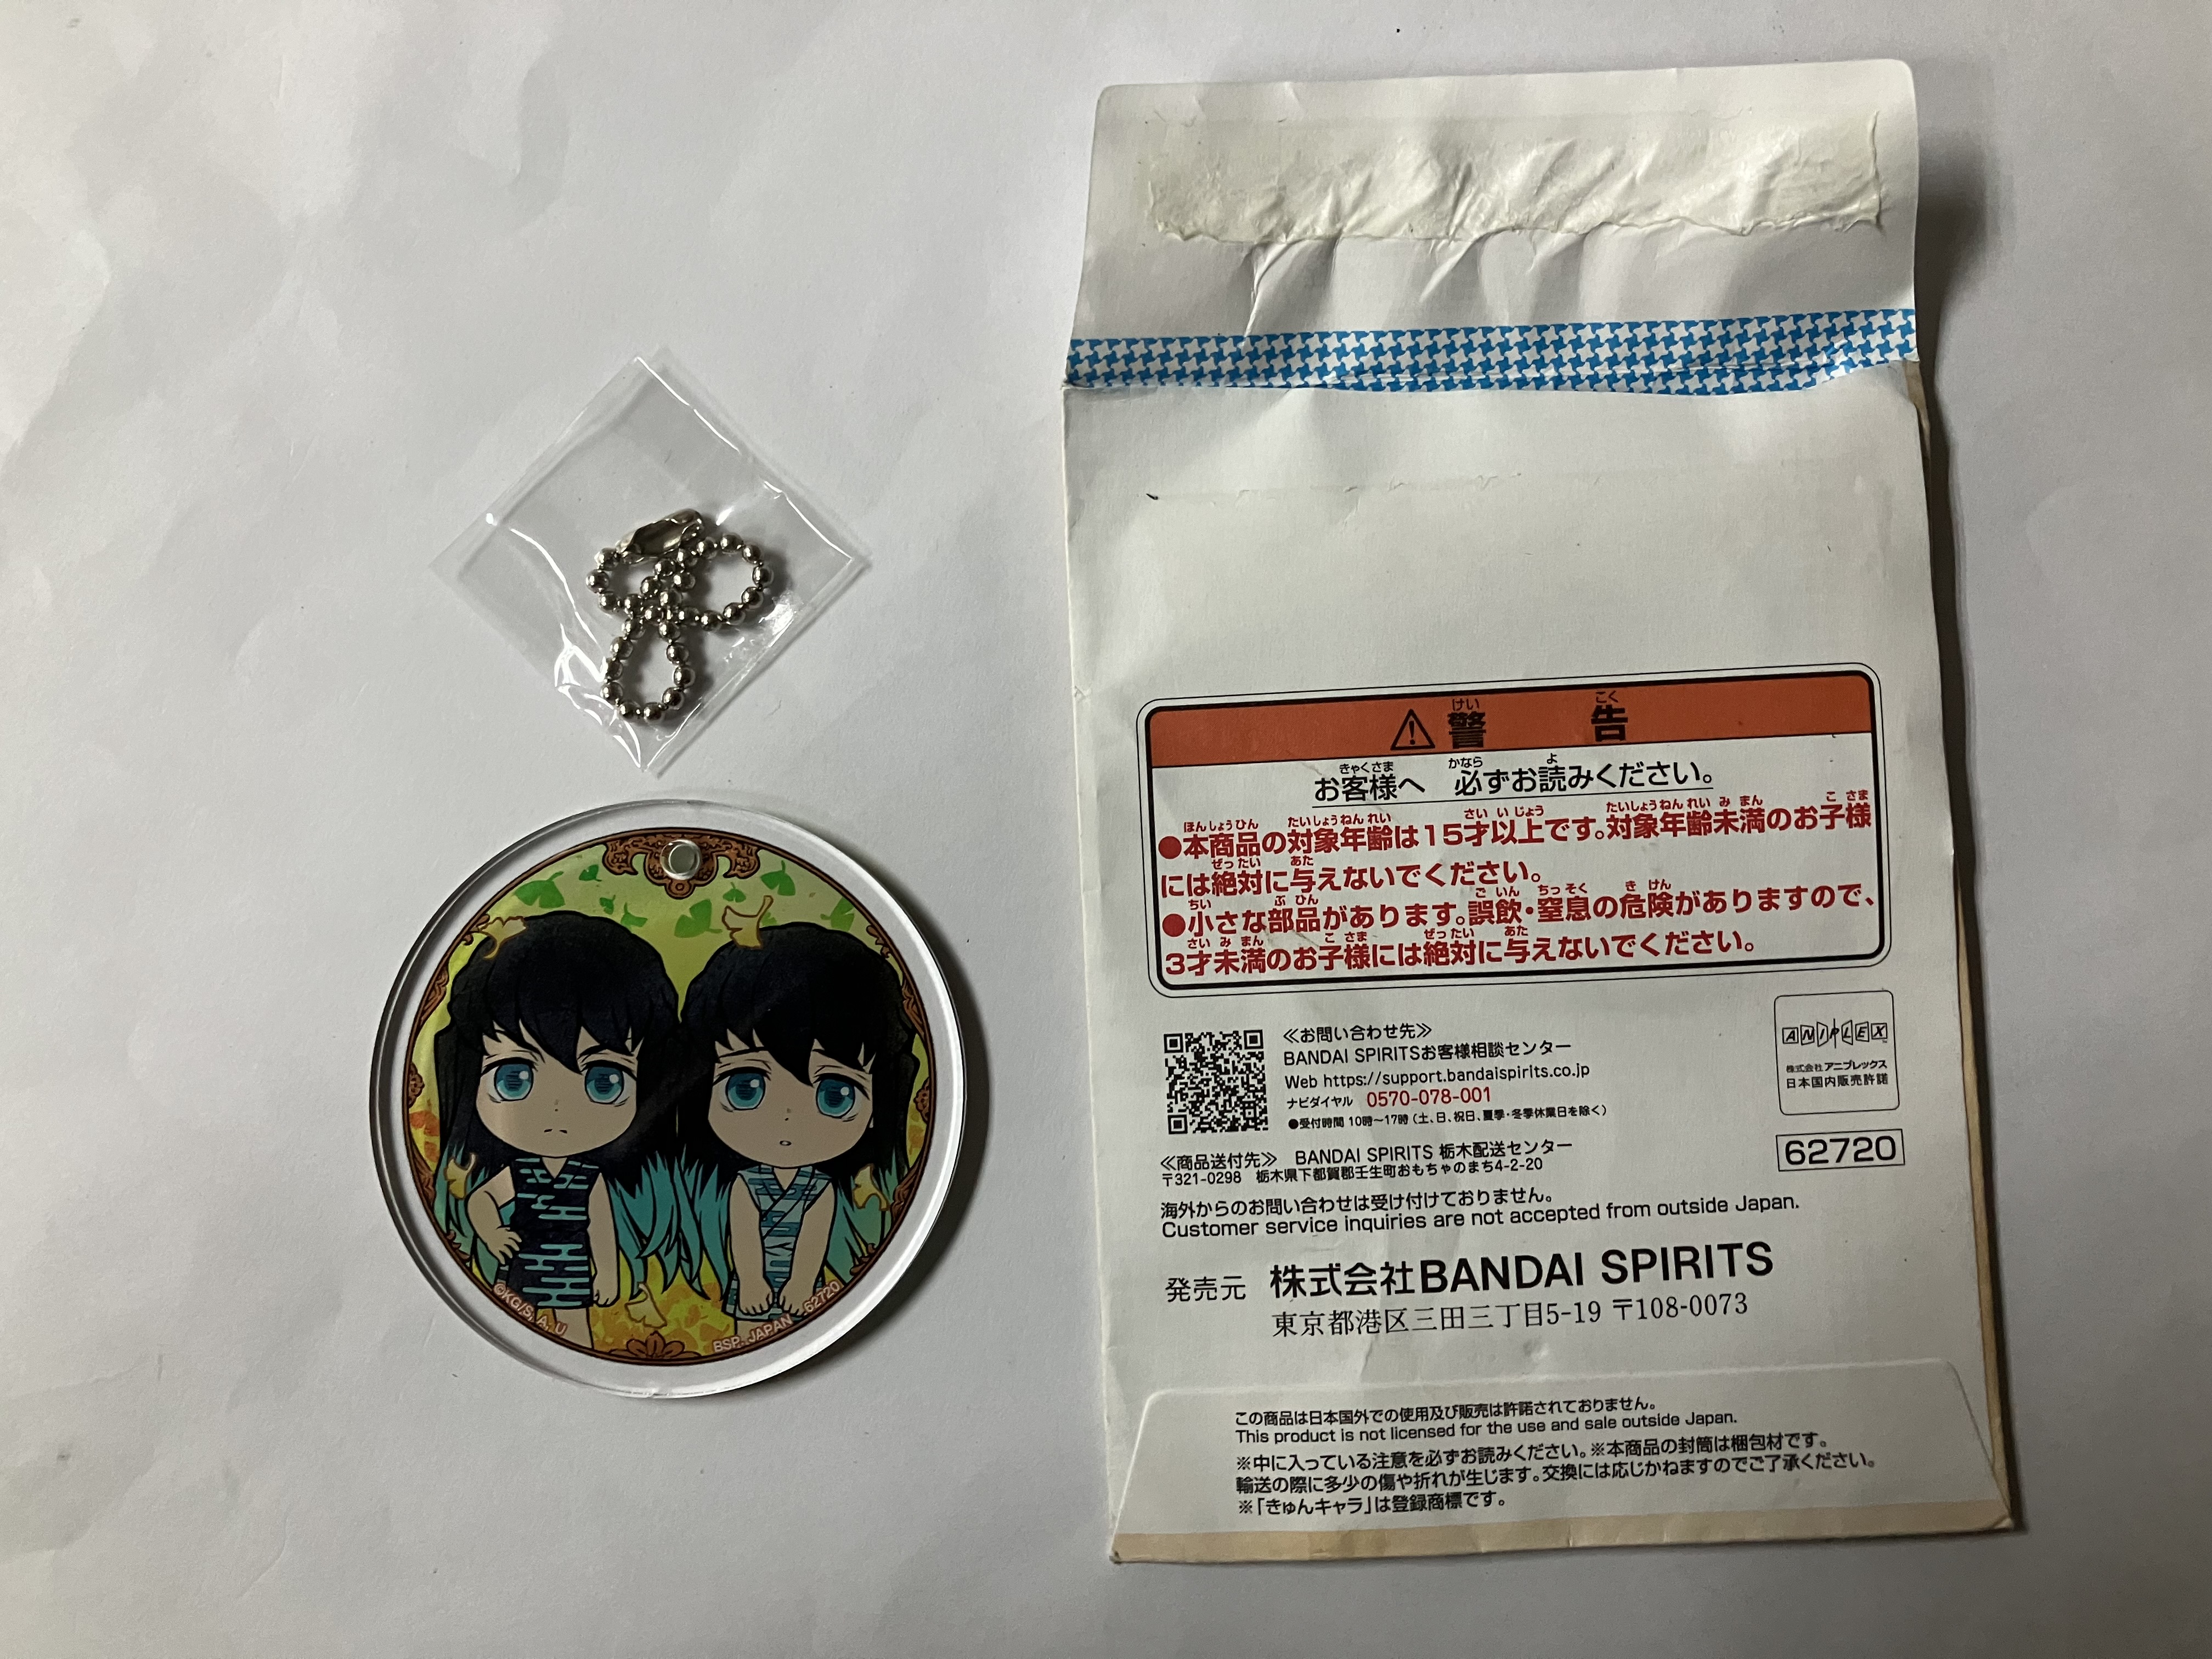 ⚠警告
お客様へ 必ずお読みください。
●本商品の対象年齢は15才以上です。対象年齢未満のお子様
には絶対に与えないでください。
●小さな部品があります。誤飲・窒息の危険がありますので、
3才未満のお子様には絶対に与えないでください。
≪お問い合わせ先≫
BANDAI SPIRITSお客様相談センター
Web https://support.bandaispirits.co.jp
ナビダイヤル 0570-078-001
●受付時間 10時~17時(土、日、祝日、夏季・冬季休業日を除く)
ANIPLEX
株式会社アニプレックス
日本国内販売許諾
62720
≪商品送付先≫ BANDAI SPIRITS 栃木配送センター
〒321-0298 栃木県下都賀郡壬生町おもちゃのまち4-2-20
海外からのお問い合わせは受け付けておりません。
Customer service inquiries are not accepted from outside Japan.
発売元 株式会社BANDAI SPIRITS
東京都港区三田三丁目5-19 〒108-0073
この商品は日本国外での使用及び販売は許諾されておりません。
This product is not licensed for the use and sale outside Japan.
※中に入っている注意を必ずお読みください。※本商品の封筒は梱包材です。
輸送の際に多少の傷や折れが生じます。交換には応じかねますのでご了承ください。
※「きゅんキャラ」は登録商標です。
©KG/S, A, U
BSP., JAPAN 62720